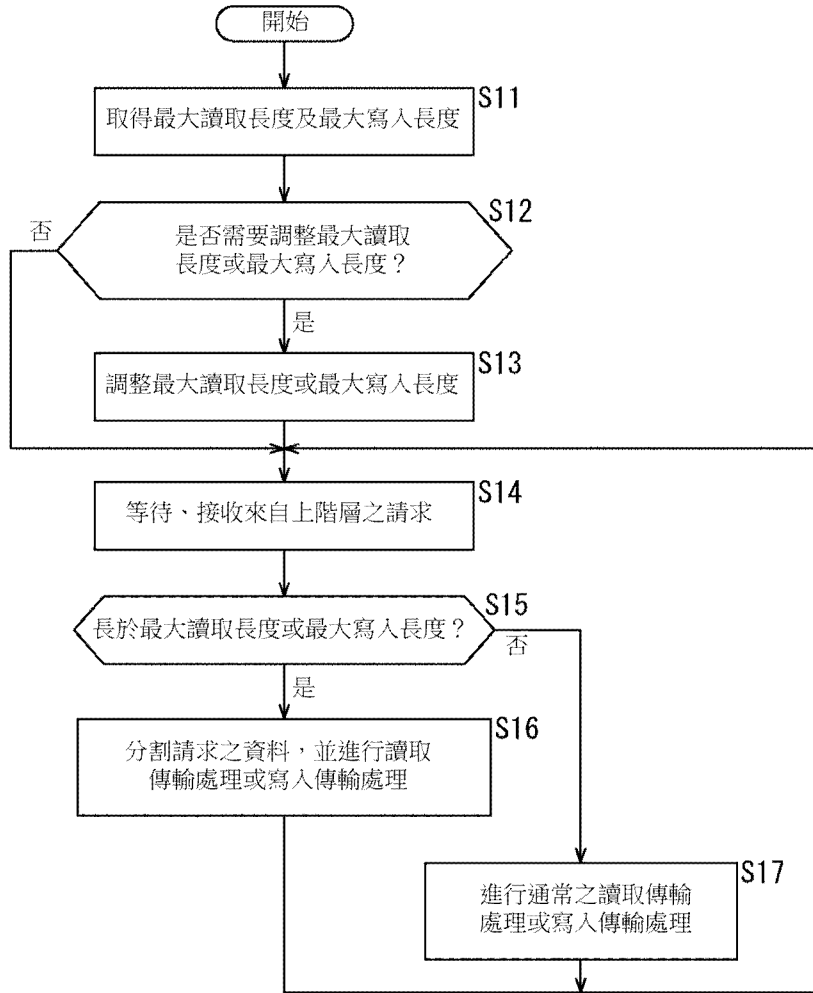 開始
S11
取得最大讀取長度及最大寫入長度
S12
否
是否需要調整最大讀取
長度或最大寫入長度？
是
S13
調整最大讀取長度或最大寫入長度
S14
等待、接收來自上階層之請求
S15
長於最大讀取長度或最大寫入長度？
否
是
S16
分割請求之資料，並進行讀取
傳輸處理或寫入傳輸處理
S17
進行通常之讀取傳輸
處理或寫入傳輸處理